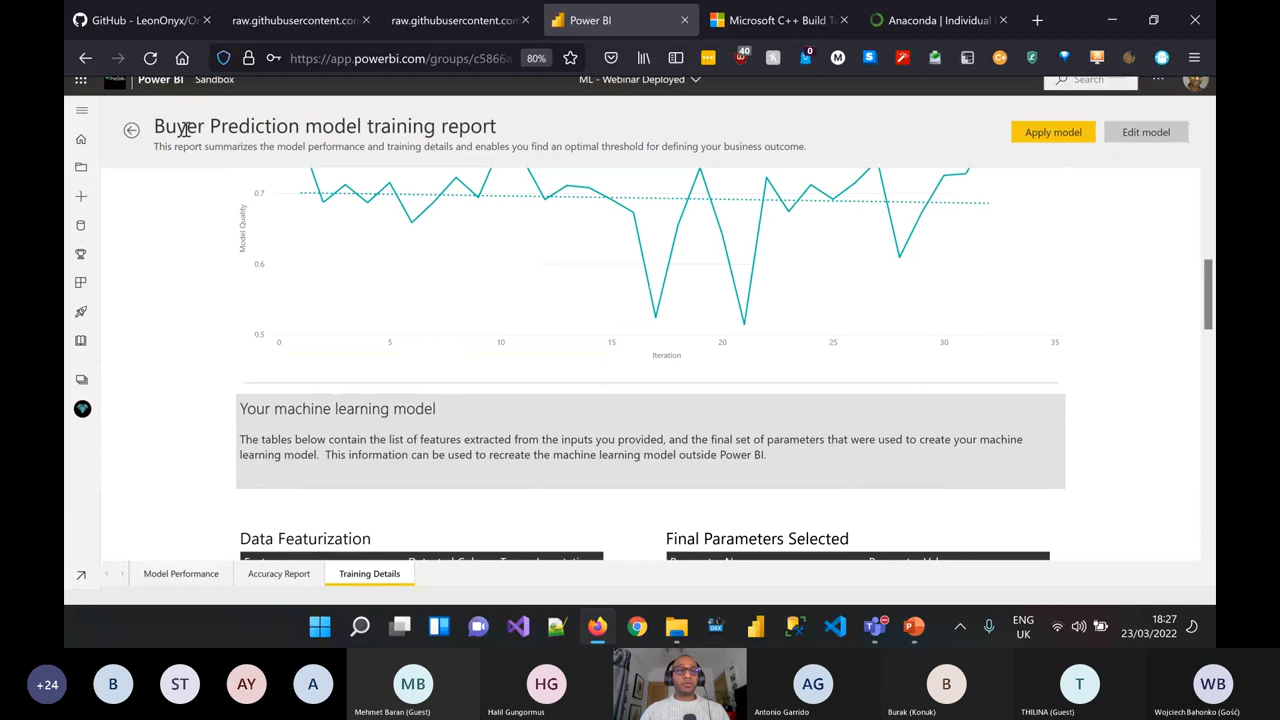 GitHub - LeonOnyx/Or
raw.githubusercontent.com
raw.githubusercontent.com
Power BI
Microsoft C++ Build To
Anaconda | Individual
https://app.powerbi.com/groups/c5866a
80%
40
0
Power BI
Sandbox
ML - Webinar Deployed
Search
Buyer Prediction model training report
This report summarizes the model performance and training details and enables you find an optimal threshold for defining your business outcome.
Apply model
Edit model
0.7
Model Quality
0.6
0.5
0
5
10
15
20
25
30
35
Iteration
Your machine learning model
The tables below contain the list of features extracted from the inputs you provided, and the final set of parameters that were used to create your machine
learning model. This information can be used to recreate the machine learning model outside Power BI.
Data Featurization
Final Parameters Selected
Model Performance
Accuracy Report
Training Details
ENG
UK
18:27
23/03/2022
+24
B
ST
AY
A
MB
HG
AG
B
T
WB
Mehmet Baran (Guest)
Halil Gungormus
Antonio Garrido
Burak (Konuk)
THILINA (Guest)
Wojciech Bahonko (Gość)